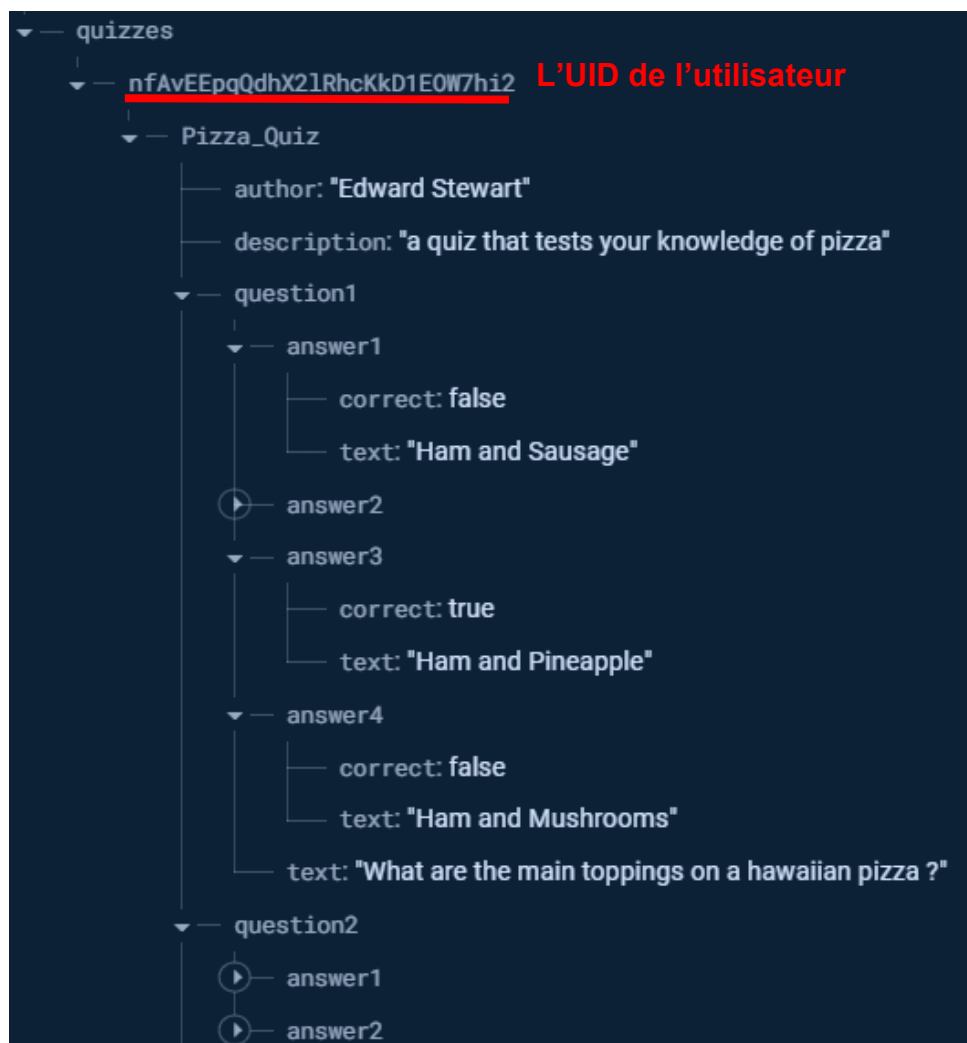 quizzes
nfAvEEpqQdhX2lRhcKkD1EOW7hi2 L'UID de l'utilisateur
Pizza_Quiz
author: "Edward Stewart"
description: "a quiz that tests your knowledge of pizza"
question1
answer1
correct: false
text: "Ham and Sausage"
answer2
answer3
correct: true
text: "Ham and Pineapple"
answer4
correct: false
text: "Ham and Mushrooms"
text: "What are the main toppings on a hawaiian pizza ?"
question2
answer1
answer2